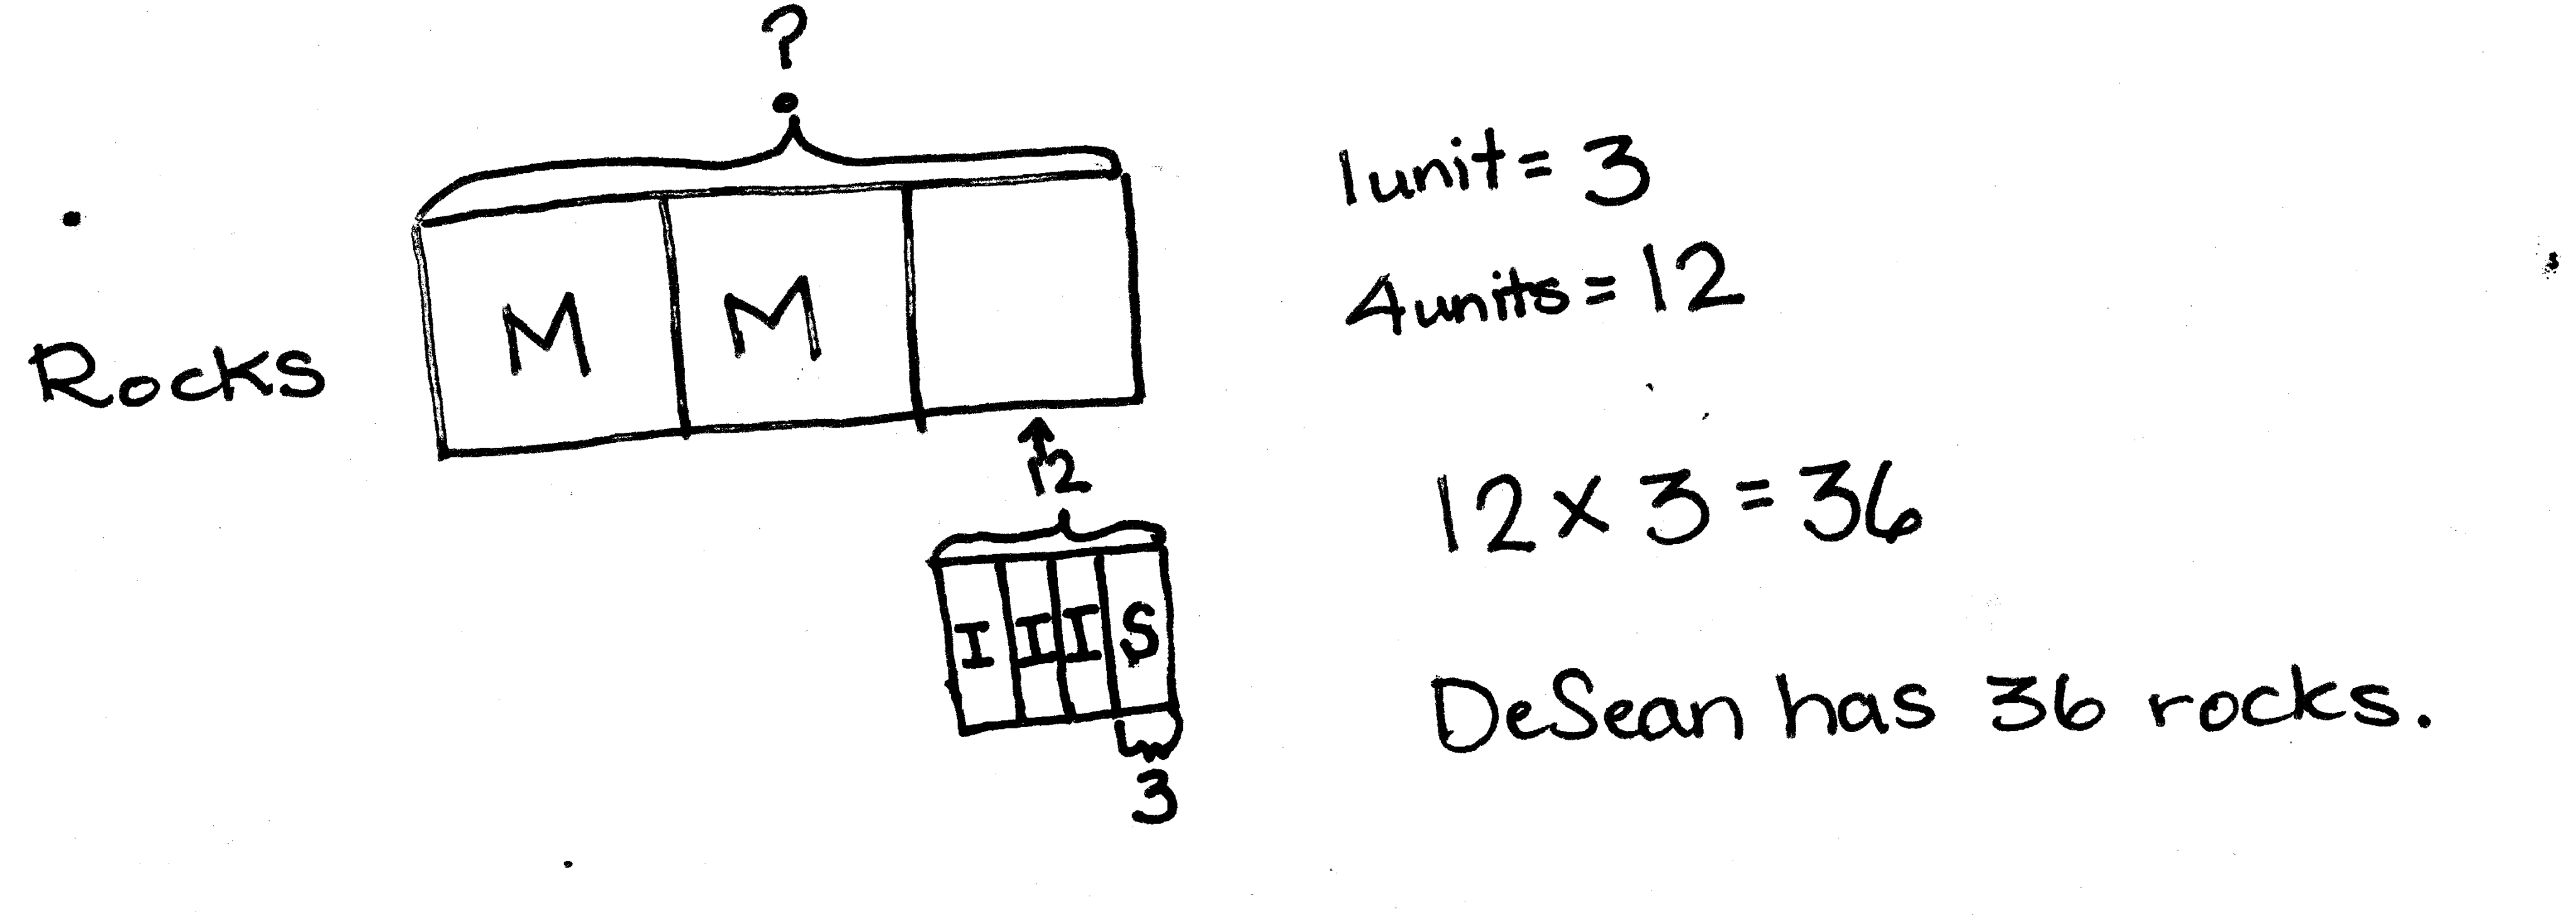 ?
Rocks
M M
12
I I I S
3
1 unit = 3
4 units = 12
12 x 3 = 36
DeSean has 36 rocks.